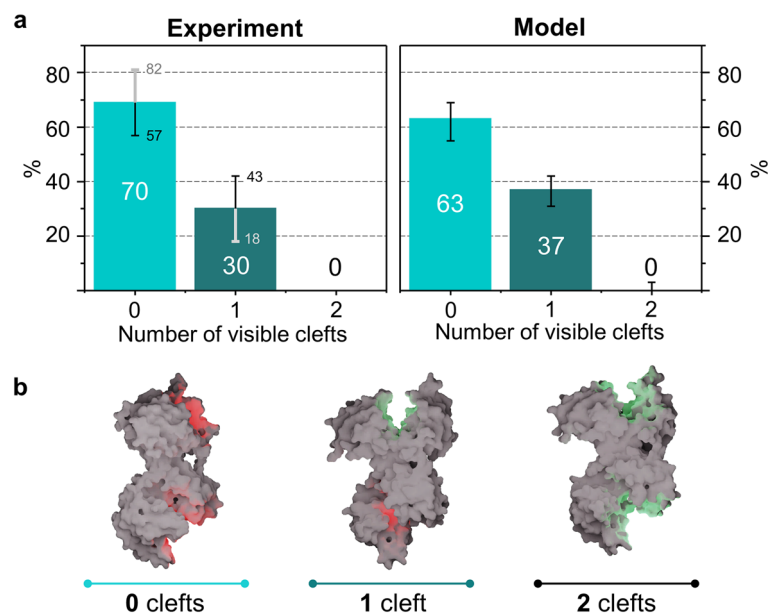 a
Experiment
Model
80
60
40
20
%
82
57
70
43
18
30
0
0 1 2
Number of visible clefts
63
37
0
80
60
40
20
%
0 1 2
Number of visible clefts
b
0 clefts
1 cleft
2 clefts